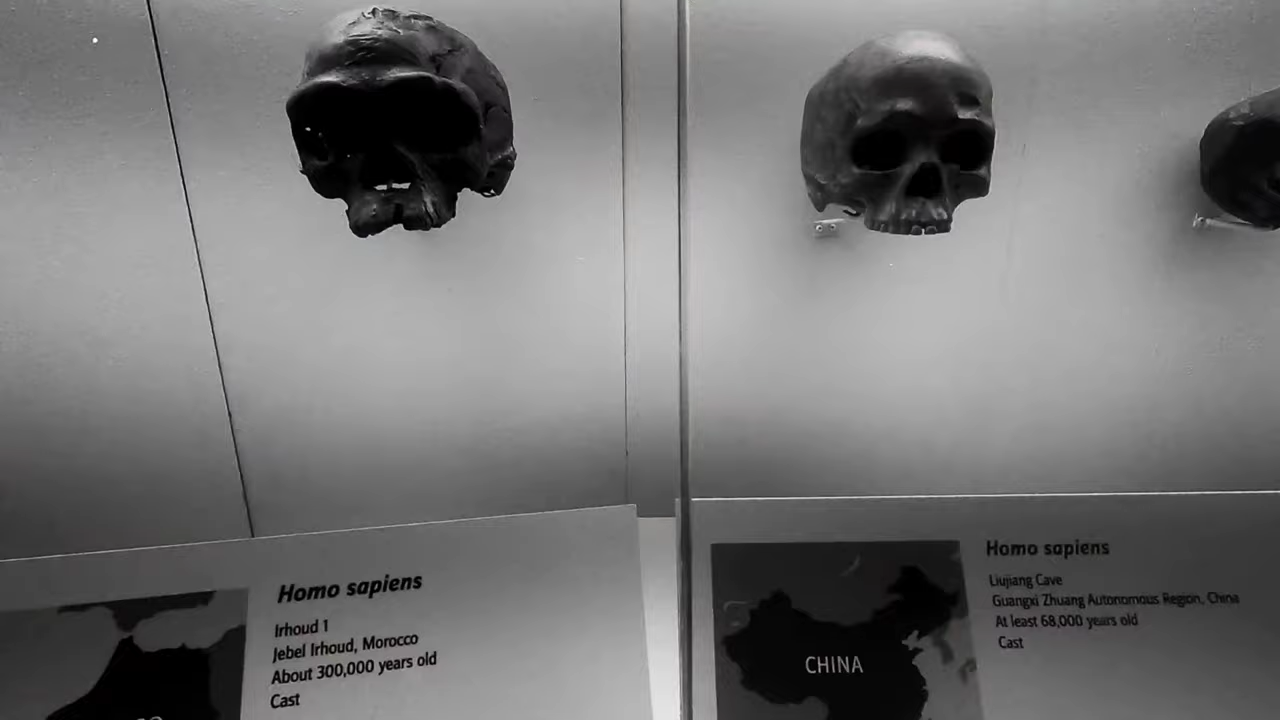 Homo sapiens
Irhoud 1
Jebel Irhoud, Morocco
About 300,000 years old
Cast
CHINA
Homo sapiens
Liujiang Cave
Guangxi Zhuang Autonomous Region, China
At least 68,000 years old
Cast